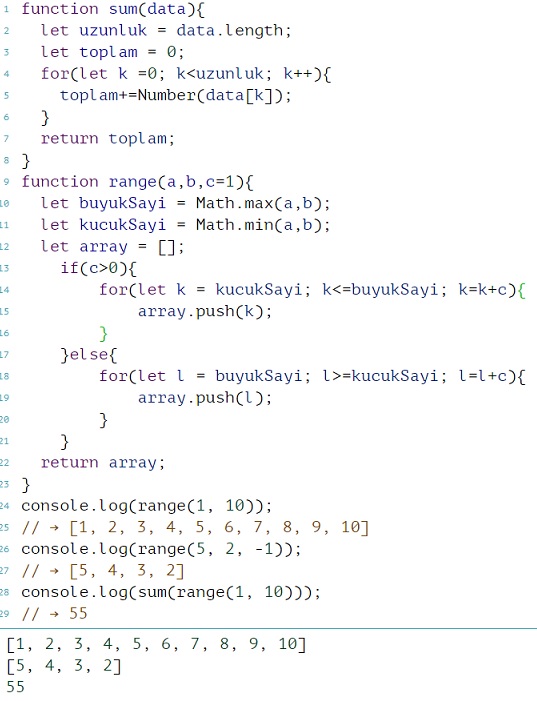 1 function sum(data){
2 let uzunluk = data.length;
3 let toplam = 0;
4 for(let k =0; k<uzunluk; k++){
5 toplam+=Number(data[k]);
6 }
7 return toplam;
8 }
9 function range(a,b,c=1){
10 let buyukSayi = Math.max(a,b);
11 let kucukSayi = Math.min(a,b);
12 let array = [];
13 if(c>0){
14 for(let k = kucukSayi; k<=buyukSayi; k=k+c){
15 array.push(k);
16 }
17 }else{
18 for(let l = buyukSayi; l>=kucukSayi; l=l+c){
19 array.push(l);
20 }
21 }
22 return array;
23 }
24 console.log(range(1, 10));
25 // → [1, 2, 3, 4, 5, 6, 7, 8, 9, 10]
26 console.log(range(5, 2, -1));
27 // → [5, 4, 3, 2]
28 console.log(sum(range(1, 10)));
29 // → 55
[1, 2, 3, 4, 5, 6, 7, 8, 9, 10]
[5, 4, 3, 2]
55